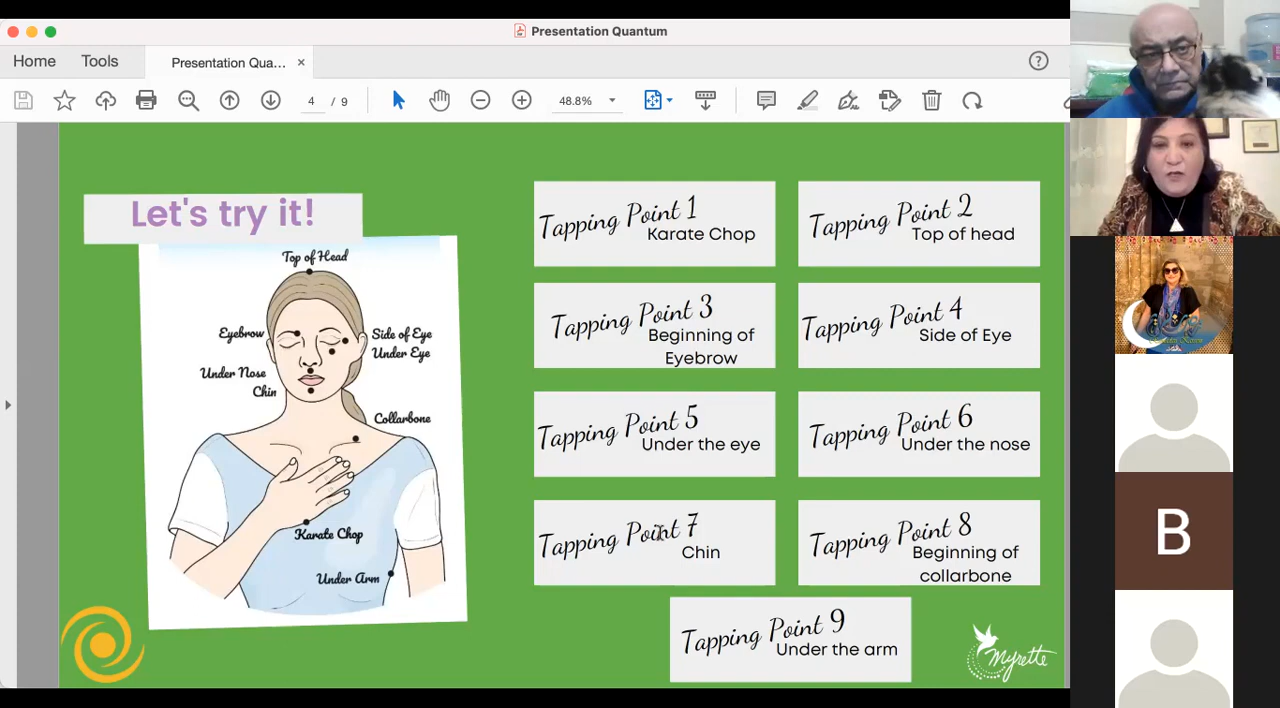 Presentation Quantum
Home
Tools
Presentation Qua...
×
?
4 / 9
48.8%
Let's try it!
Top of Head
Eyebrow
Side of Eye
Under Eye
Under Nose
Chin
Collarbone
Karate Chop
Under Arm
Tapping Point 1
Karate Chop
Tapping Point 2
Top of head
Tapping Point 3
Beginning of
Eyebrow
Tapping Point 4
Side of Eye
Tapping Point 5
Under the eye
Tapping Point 6
Under the nose
Tapping Point 7
Chin
Tapping Point 8
Beginning of
collarbone
Tapping Point 9
Under the arm
Myrette
B